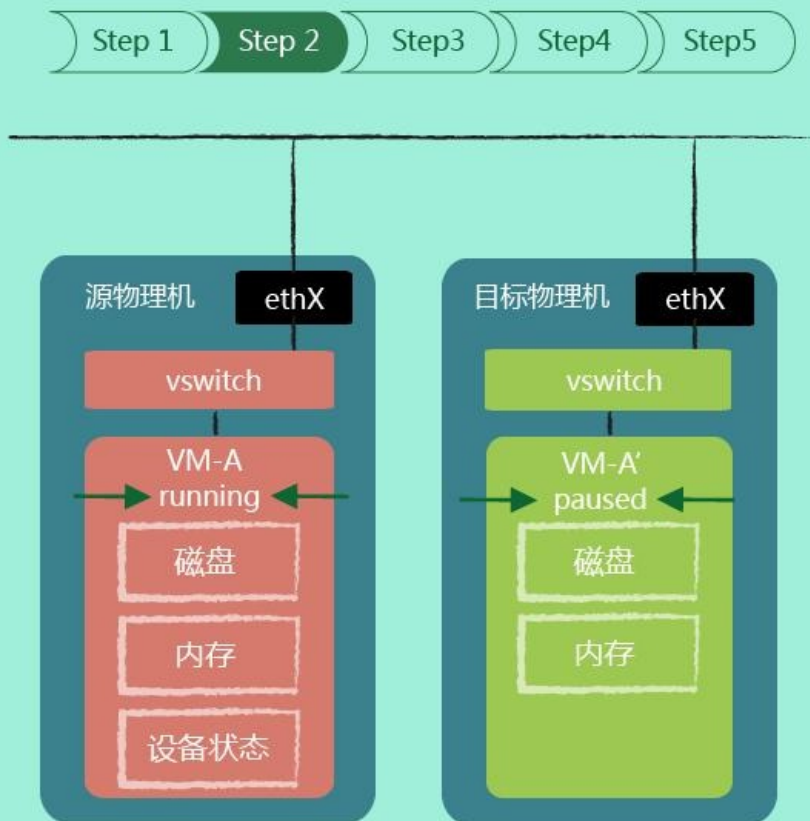 Step 1
Step 2
Step3
Step4
Step5
源物理机
ethX
vswitch
VM-A
running
磁盘
内存
设备状态
目标物理机
ethX
vswitch
VM-A'
paused
磁盘
内存